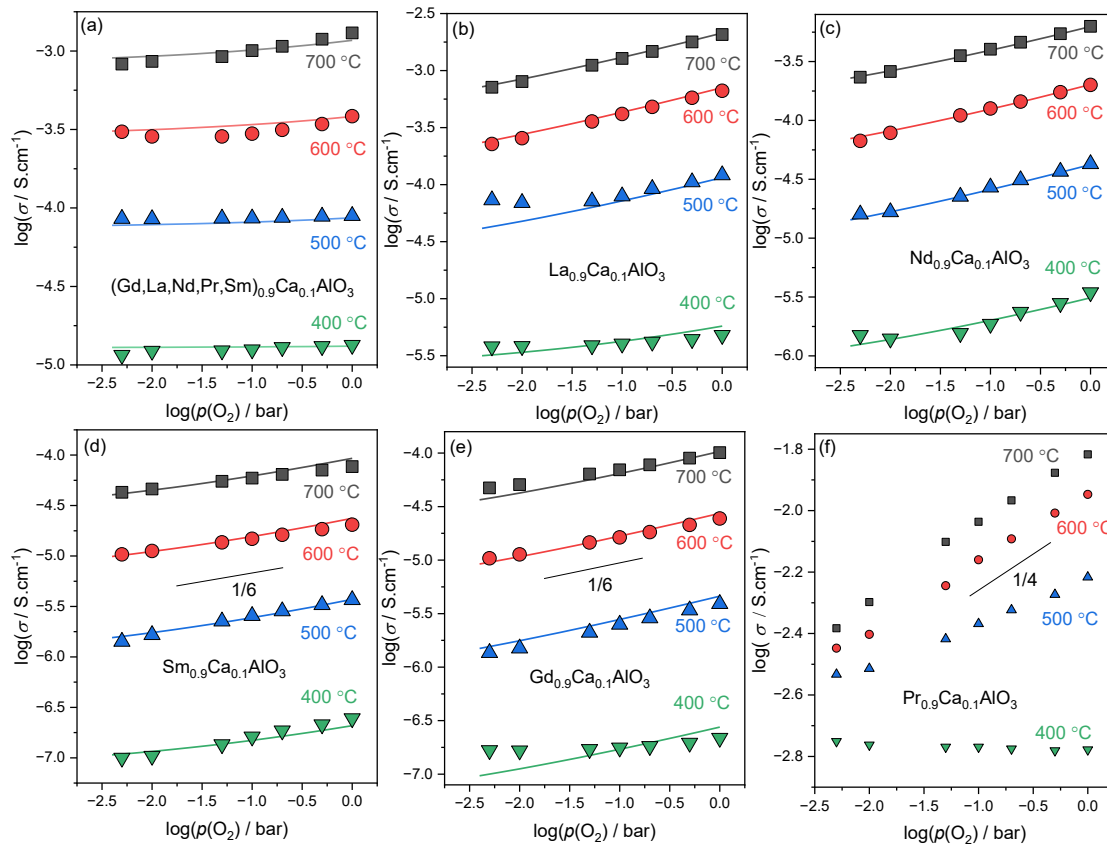 (a)
700 °C
600 °C
500 °C
(Gd,La,Nd,Pr,Sm)0.9Ca0.1AlO3
400 °C
−3.0
−3.5
−4.0
−4.5
−5.0
log(σ / S.cm⁻¹)
−2.5 −2.0 −1.5 −1.0 −0.5 0.0
log(p(O2) / bar)
(b)
700 °C
600 °C
500 °C
La0.9Ca0.1AlO3
400 °C
−2.5
−3.0
−3.5
−4.0
−4.5
−5.0
−5.5
log(σ / S.cm⁻¹)
−2.5 −2.0 −1.5 −1.0 −0.5 0.0
log(p(O2) / bar)
(c)
700 °C
600 °C
500 °C
Nd0.9Ca0.1AlO3
400 °C
−3.5
−4.0
−4.5
−5.0
−5.5
−6.0
log(σ / S.cm⁻¹)
−2.5 −2.0 −1.5 −1.0 −0.5 0.0
log(p(O2) / bar)
(d)
700 °C
600 °C
1/6
500 °C
Sm0.9Ca0.1AlO3
400 °C
−4.0
−4.5
−5.0
−5.5
−6.0
−6.5
−7.0
log(σ / S.cm⁻¹)
−2.5 −2.0 −1.5 −1.0 −0.5 0.0
log(p(O2) / bar)
(e)
700 °C
600 °C
1/6
500 °C
Gd0.9Ca0.1AlO3
400 °C
−4.0
−4.5
−5.0
−5.5
−6.0
−6.5
−7.0
log(σ / S.cm⁻¹)
−2.5 −2.0 −1.5 −1.0 −0.5 0.0
log(p(O2) / bar)
(f)
700 °C
600 °C
1/4
500 °C
Pr0.9Ca0.1AlO3
400 °C
−1.8
−2.0
−2.2
−2.4
−2.6
−2.8
log( σ / S.cm⁻¹)
−2.5 −2.0 −1.5 −1.0 −0.5 0.0
log(p(O2) / bar)